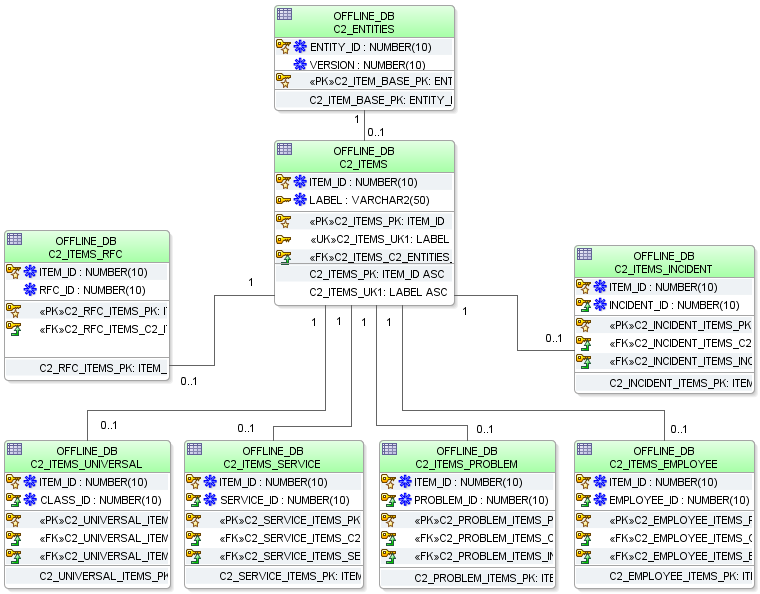 OFFLINE_DB
C2_ENTITIES
ENTITY_ID : NUMBER(10)
VERSION : NUMBER(10)
«PK»C2_ITEM_BASE_PK: ENT
C2_ITEM_BASE_PK: ENTITY_I
1
0..1
OFFLINE_DB
C2_ITEMS
ITEM_ID : NUMBER(10)
LABEL : VARCHAR2(50)
«PK»C2_ITEMS_PK: ITEM_ID
«UK»C2_ITEMS_UK1: LABEL
«FK»C2_ITEMS_C2_ENTITIES_
C2_ITEMS_PK: ITEM_ID ASC
C2_ITEMS_UK1: LABEL ASC
OFFLINE_DB
C2_ITEMS_RFC
ITEM_ID : NUMBER(10)
RFC_ID : NUMBER(10)
«PK»C2_RFC_ITEMS_PK: I
«FK»C2_RFC_ITEMS_C2_I
C2_RFC_ITEMS_PK: ITEM_
1
0..1
OFFLINE_DB
C2_ITEMS_INCIDENT
ITEM_ID : NUMBER(10)
INCIDENT_ID : NUMBER(10)
«PK»C2_INCIDENT_ITEMS_PK
«FK»C2_INCIDENT_ITEMS_C2
«FK»C2_INCIDENT_ITEMS_INC
C2_INCIDENT_ITEMS_PK: ITEM
1
0..1
1 1 1 1
0..1 0..1 0..1 0..1
OFFLINE_DB
C2_ITEMS_UNIVERSAL
ITEM_ID : NUMBER(10)
CLASS_ID : NUMBER(10)
«PK»C2_UNIVERSAL_ITEM
«FK»C2_UNIVERSAL_ITEM
«FK»C2_UNIVERSAL_ITEM
C2_UNIVERSAL_ITEMS_PK
OFFLINE_DB
C2_ITEMS_SERVICE
ITEM_ID : NUMBER(10)
SERVICE_ID : NUMBER(10)
«PK»C2_SERVICE_ITEMS_PK
«FK»C2_SERVICE_ITEMS_C2
«FK»C2_SERVICE_ITEMS_SE
C2_SERVICE_ITEMS_PK: ITEM
OFFLINE_DB
C2_ITEMS_PROBLEM
ITEM_ID : NUMBER(10)
PROBLEM_ID : NUMBER(10)
«PK»C2_PROBLEM_ITEMS_P
«FK»C2_PROBLEM_ITEMS_C
«FK»C2_PROBLEM_ITEMS_I
C2_PROBLEM_ITEMS_PK: ITE
OFFLINE_DB
C2_ITEMS_EMPLOYEE
ITEM_ID : NUMBER(10)
EMPLOYEE_ID : NUMBER(10)
«PK»C2_EMPLOYEE_ITEMS_F
«FK»C2_EMPLOYEE_ITEMS_C
«FK»C2_EMPLOYEE_ITEMS_E
C2_EMPLOYEE_ITEMS_PK: ITI